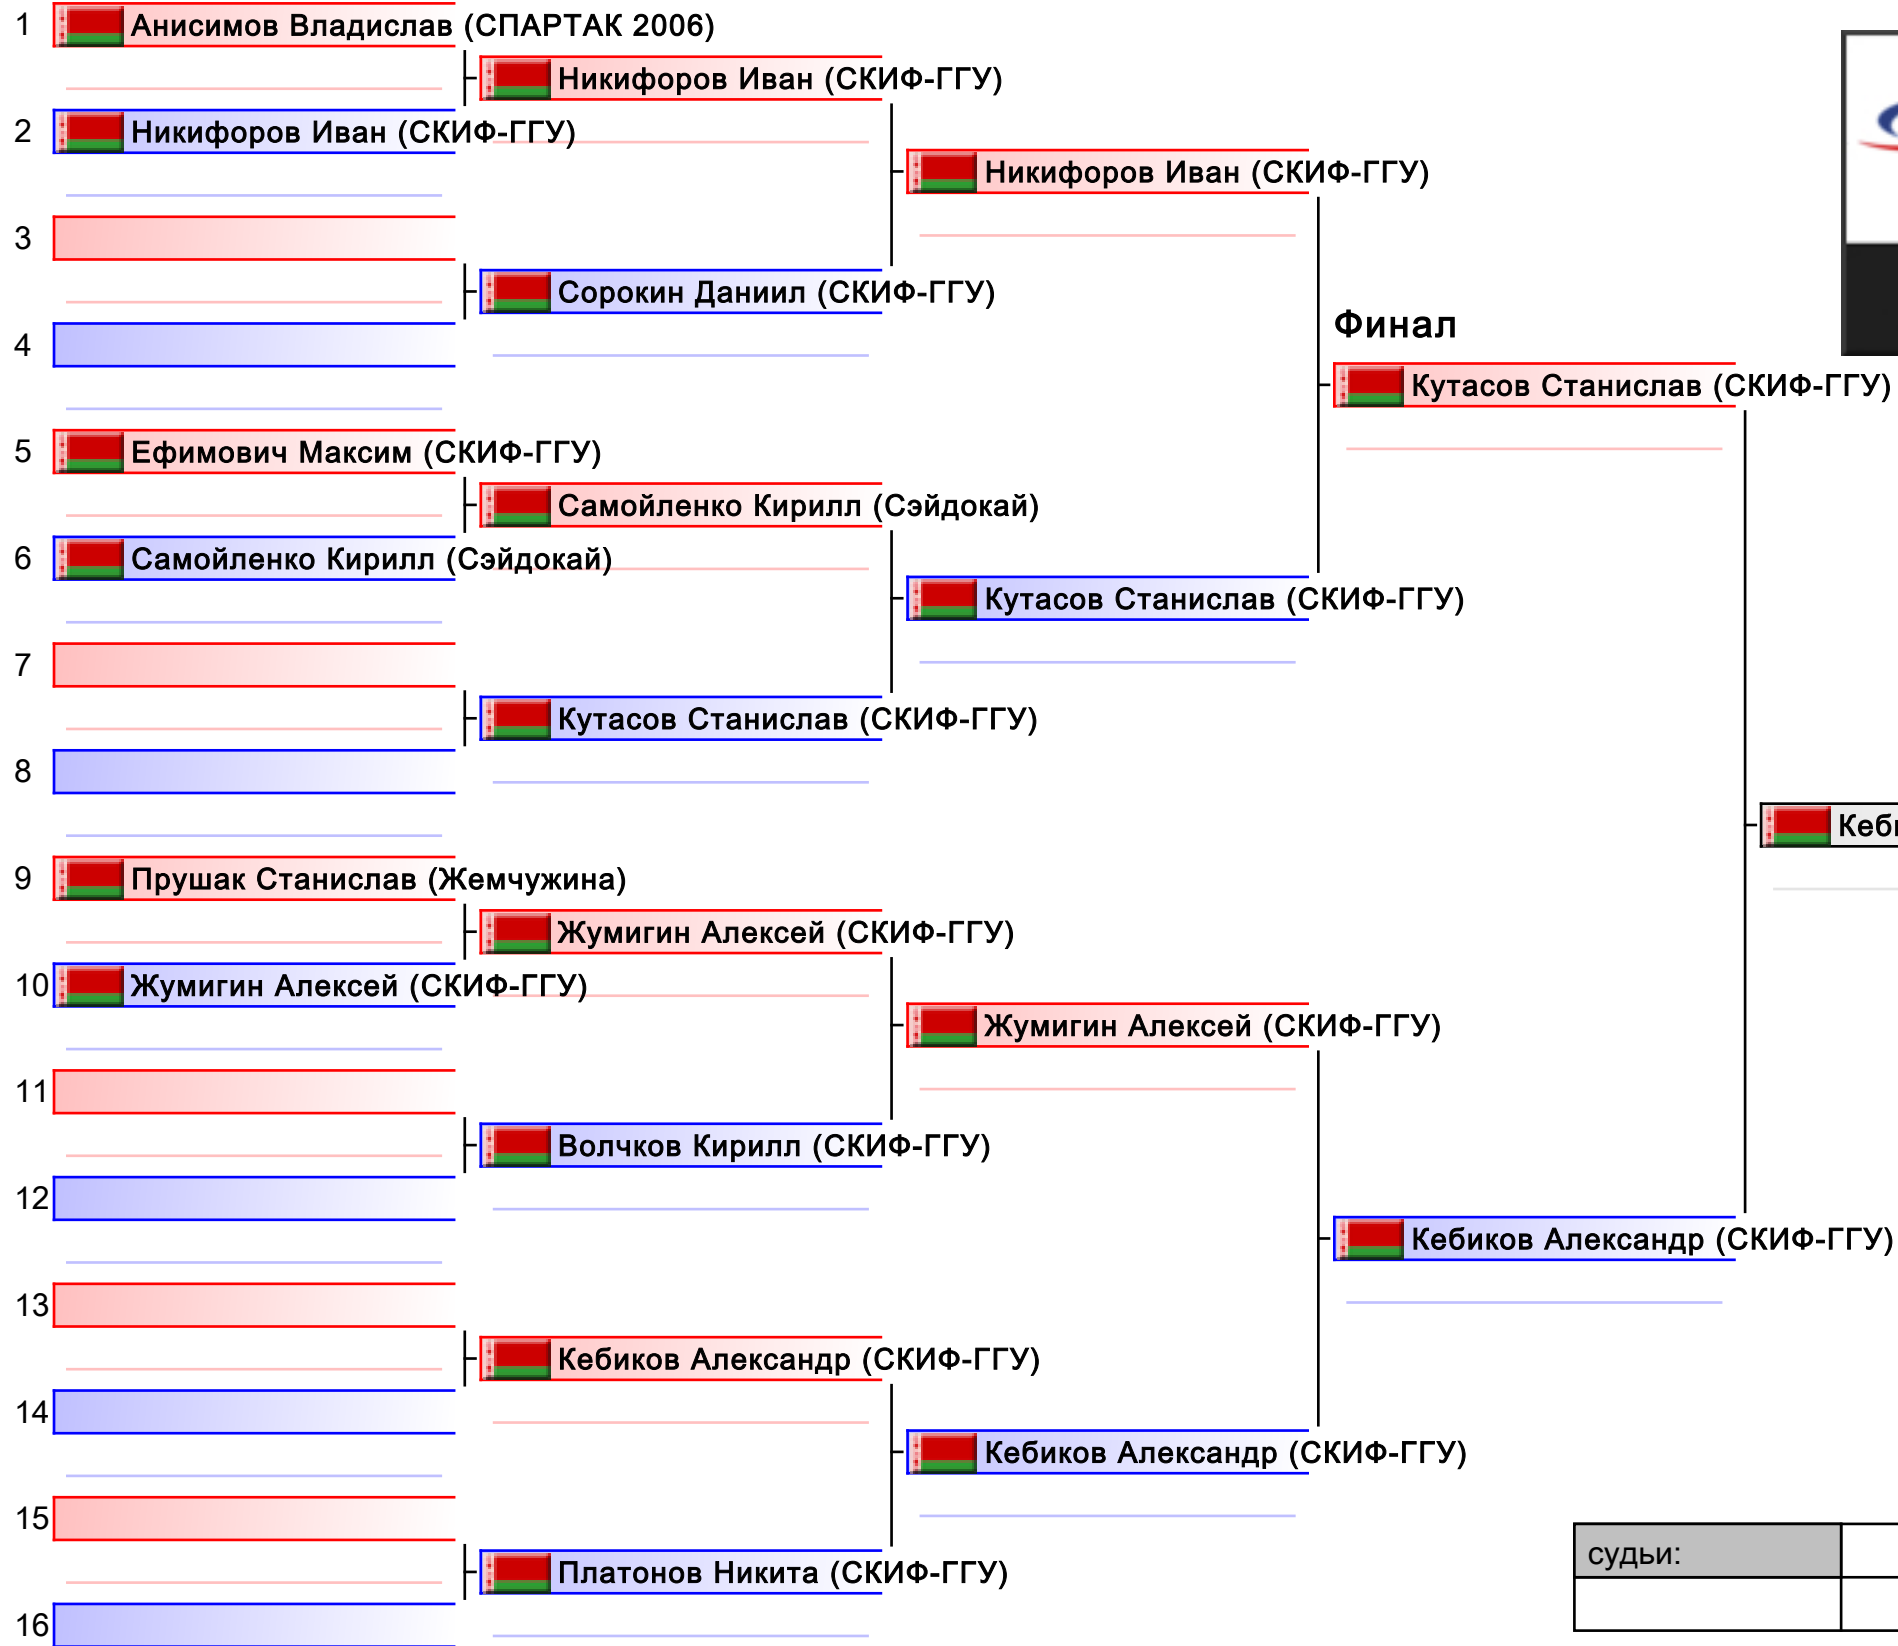 1 Анисимов Владислав (СПАРТАК 2006)
Никифоров Иван (СКИФ-ГГУ)
2 Никифоров Иван (СКИФ-ГГУ)
Никифоров Иван (СКИФ-ГГУ)
3
Сорокин Даниил (СКИФ-ГГУ)
Финал
4
Кутасов Станислав (СКИФ-ГГУ)
5 Ефимович Максим (СКИФ-ГГУ)
Самойленко Кирилл (Сэйдокай)
6 Самойленко Кирилл (Сэйдокай)
Кутасов Станислав (СКИФ-ГГУ)
7
Кутасов Станислав (СКИФ-ГГУ)
8
9 Прушак Станислав (Жемчужина)
Жумигин Алексей (СКИФ-ГГУ)
10 Жумигин Алексей (СКИФ-ГГУ)
Жумигин Алексей (СКИФ-ГГУ)
11
Волчков Кирилл (СКИФ-ГГУ)
12
Кебиков Александр (СКИФ-ГГУ)
13
Кебиков Александр (СКИФ-ГГУ)
14
Кебиков Александр (СКИФ-ГГУ)
15
судьи:
Платонов Никита (СКИФ-ГГУ)
16